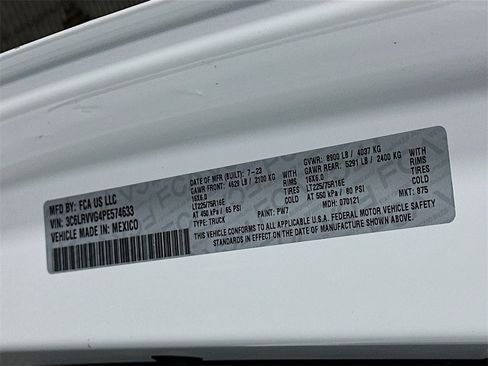 MFD BY: FCA US LLC
VIN: 3C6LRVVG4PE574633
VEHICLE MADE IN: MEXICO
DATE OF MFR (BUILT): 7-23
GAWR FRONT: 4629 LB / 2100 KG
16X6.0 RIMS
LT225/75R16E TIRES
AT 450 kPa / 65 PSI COLD
TYPE: TRUCK
GVWR: 8900 LB / 4037 KG
GAWR REAR: 5291 LB / 2400 KG
16X6.0 RIMS
LT225/75R16E TIRES
AT 550 kPa / 80 PSI COLD
PAINT: PW7
MDH: 070121
MKT: 875
THIS VEHICLE CONFORMS TO ALL APPLICABLE U.S.A. FEDERAL MOTOR VEHICLE SAFETY
STANDARDS IN EFFECT ON THE DATE OF MANUFACTURE SHOWN ABOVE.